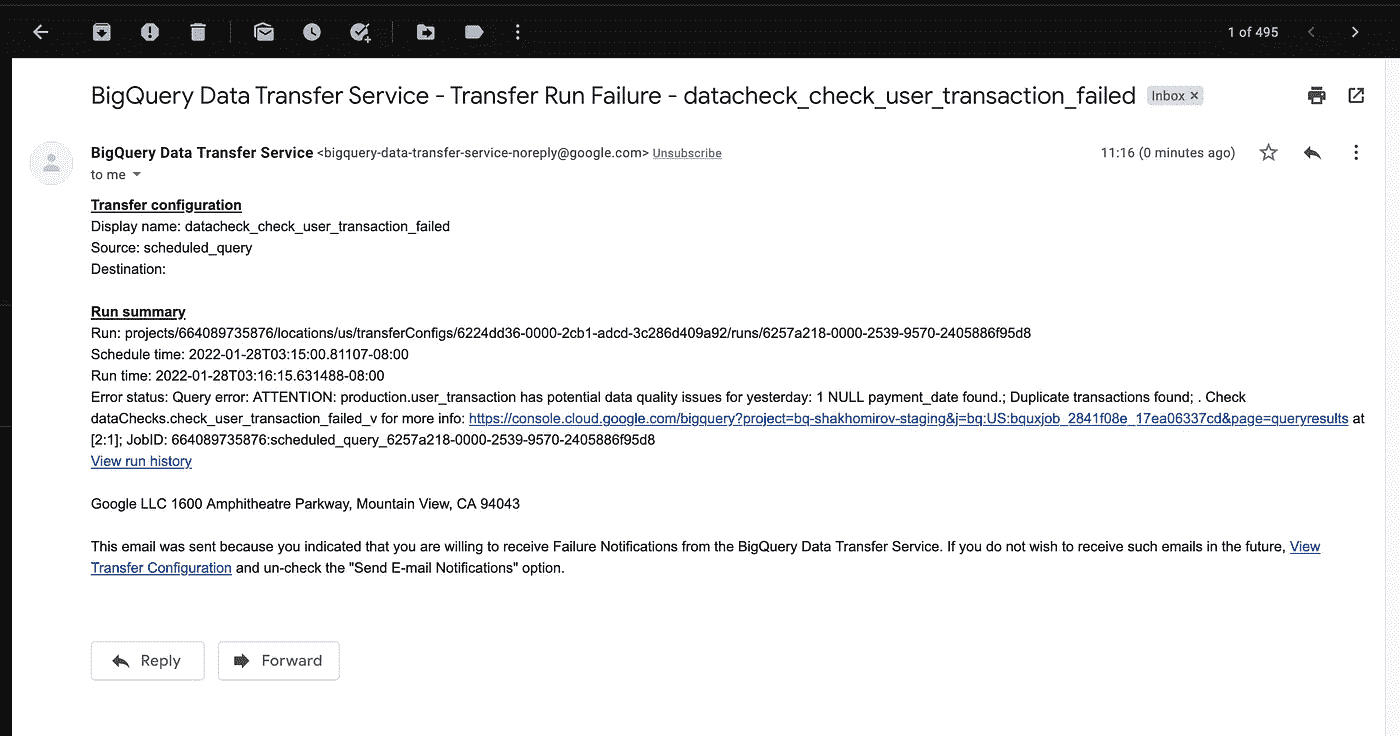 1 of 495
BigQuery Data Transfer Service - Transfer Run Failure - datacheck_check_user_transaction_failed Inbox ×
BigQuery Data Transfer Service <bigquery-data-transfer-service-noreply@google.com> Unsubscribe 11:16 (0 minutes ago)
to me
Transfer configuration
Display name: datacheck_check_user_transaction_failed
Source: scheduled_query
Destination:
Run summary
Run: projects/664089735876/locations/us/transferConfigs/6224dd36-0000-2cb1-adcd-3c286d409a92/runs/6257a218-0000-2539-9570-2405886f95d8
Schedule time: 2022-01-28T03:15:00.81107-08:00
Run time: 2022-01-28T03:16:15.631488-08:00
Error status: Query error: ATTENTION: production.user_transaction has potential data quality issues for yesterday: 1 NULL payment_date found.; Duplicate transactions found; . Check
dataChecks.check_user_transaction_failed_v for more info: https://console.cloud.google.com/bigquery?project=bq-shakhomirov-staging&j=bq:US:bquxjob_2841f08e_17ea06337cd&page=queryresults at
[2:1]; JobID: 664089735876:scheduled_query_6257a218-0000-2539-9570-2405886f95d8
View run history
Google LLC 1600 Amphitheatre Parkway, Mountain View, CA 94043
This email was sent because you indicated that you are willing to receive Failure Notifications from the BigQuery Data Transfer Service. If you do not wish to receive such emails in the future, View
Transfer Configuration and un-check the "Send E-mail Notifications" option.
Reply Forward